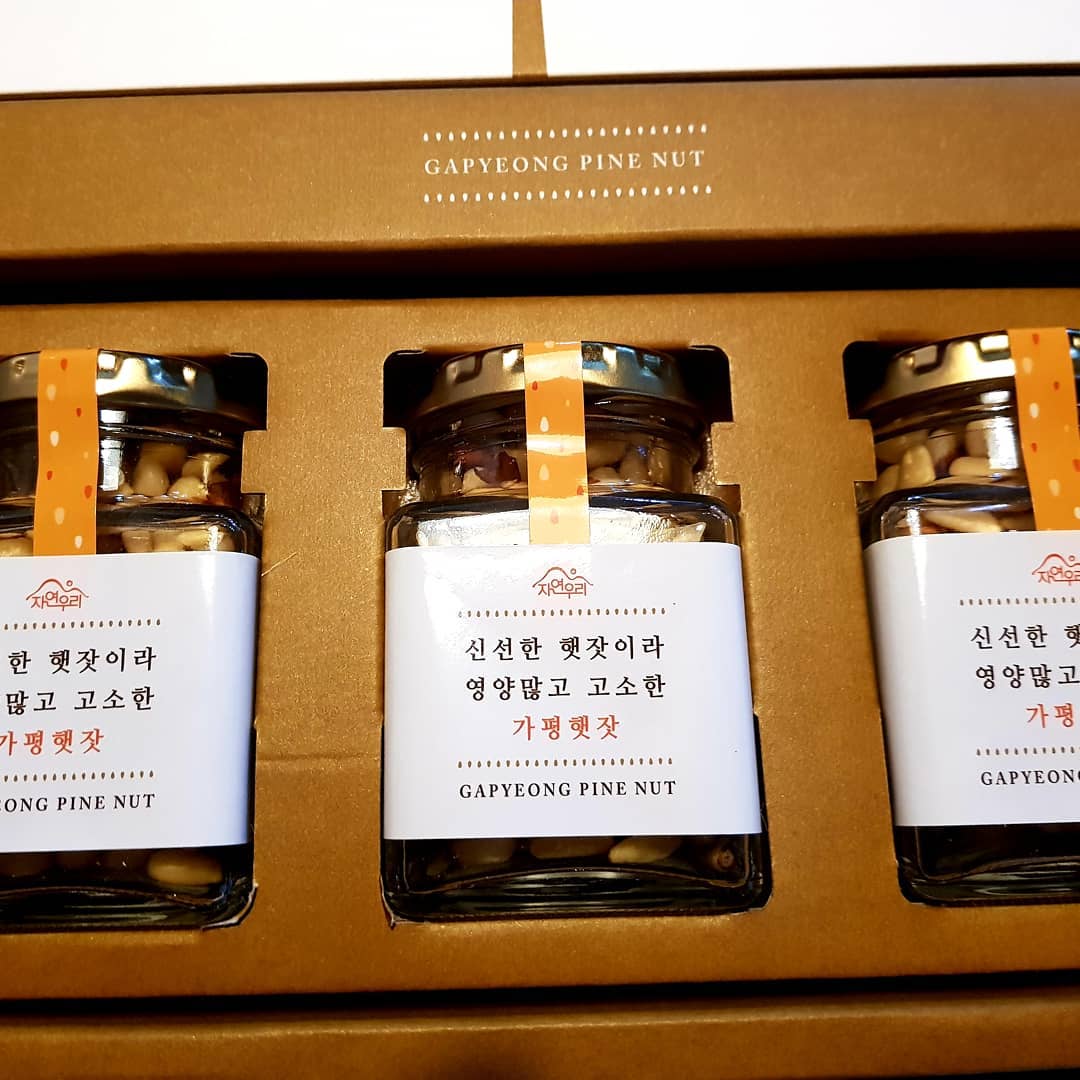 GAPYEONG PINE NUT
자연우리
한 햇잣이라
많고 고소한
가평햇잣
PINE NUT
자연우리
신선한 햇잣이라
영양많고 고소한
가평햇잣
GAPYEONG PINE NUT
자연우리
신선한
영양많고
가평
GAPYEONG